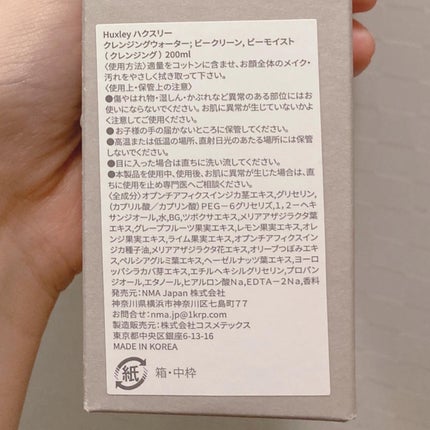 Huxley ハクスリー
クレンジングウォーター; ビークリーン, ビーモイスト
(クレンジング) 200ml
〈使用方法〉適量をコットンに含ませ、お顔全体のメイク・
汚れをやさしく拭き取って下さい。
〈使用上・保管上の注意〉
●傷やはれ物・湿しん・かぶれなど異常のある部位にはお
使いにならないでください。お肌に異常が生じていないかよ
く注意してご使用ください。
●お子様の手の届かないところに保管してください。
●高温または低温の場所、直射日光のあたる場所には保管
しないでください。
●目に入った場合は直ちに洗い流してください。
●本製品を使用中、使用後、お肌に異常が生じた場合は、直
ちに使用を止め専門医へご相談ください。
〈全成分〉オプンチアフィクスインジカ茎エキス,グリセリン,
(カプリル酸／カプリン酸) PEG－6グリセリズ, 1, 2－ヘキ
サンジオール,水,BG,ツボクサエキス,メリアアザジラクタ葉
エキス,グレープフルーツ果実エキス,レモン果実エキス,オレ
ンジ果実エキス,ライム果実エキス,オプンチアフィクスイン
ジカ種子油,メリアアザジラクタ花エキス,オリーブつぼみエキ
ス,ペルシアグルミ葉エキス,ヘーゼルナッツ葉エキス,ヨーロ
ッパシラカバ芽エキス,エチルヘキシルグリセリン,プロパン
ジオール,エタノール,ヒアルロン酸Na,EDTA－2Na,香料
発売元：NMA Japan 株式会社
神奈川県横浜市神奈川区七島町77
お問合せ：nma.jp@1krp.com
製造販売元：株式会社コスメテックス
東京都中央区銀座6-13-16
MADE IN KOREA
紙 箱・中枠